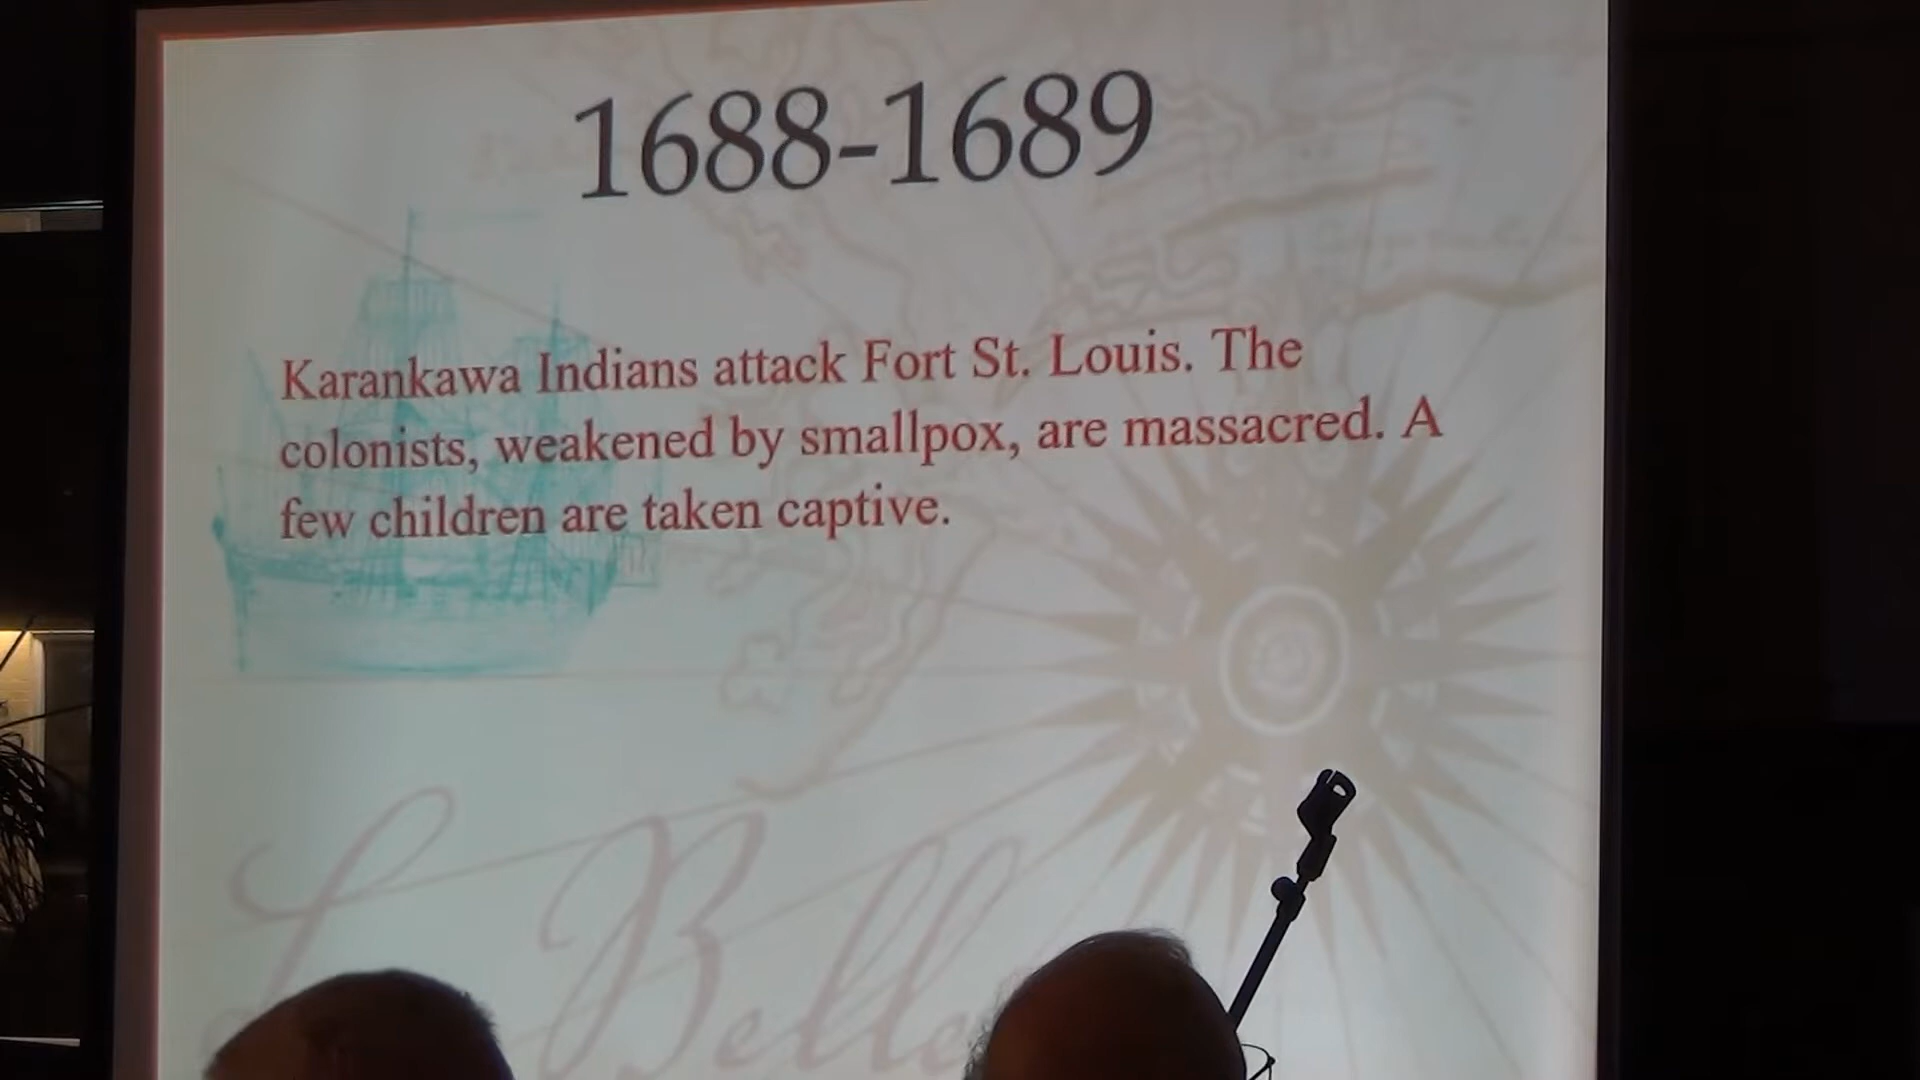 1688-1689
Karankawa Indians attack Fort St. Louis. The
colonists, weakened by smallpox, are massacred. A
few children are taken captive.
Belle